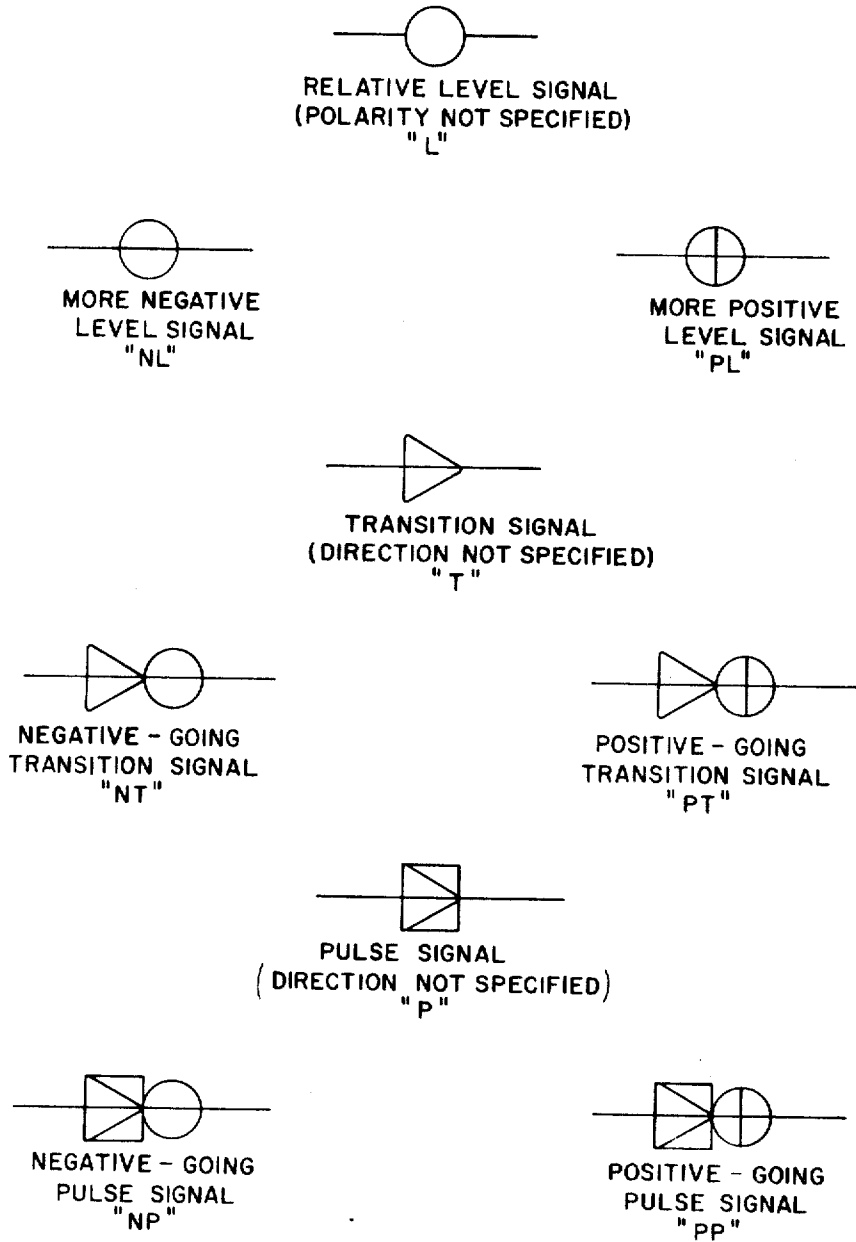 RELATIVE LEVEL SIGNAL
(POLARITY NOT SPECIFIED)
"L"
MORE NEGATIVE
LEVEL SIGNAL
"NL"
MORE POSITIVE
LEVEL SIGNAL
"PL"
TRANSITION SIGNAL
(DIRECTION NOT SPECIFIED)
"T"
NEGATIVE - GOING
TRANSITION SIGNAL
"NT"
POSITIVE - GOING
TRANSITION SIGNAL
"PT"
PULSE SIGNAL
(DIRECTION NOT SPECIFIED)
"P"
NEGATIVE - GOING
PULSE SIGNAL
"NP"
POSITIVE - GOING
PULSE SIGNAL
"PP"